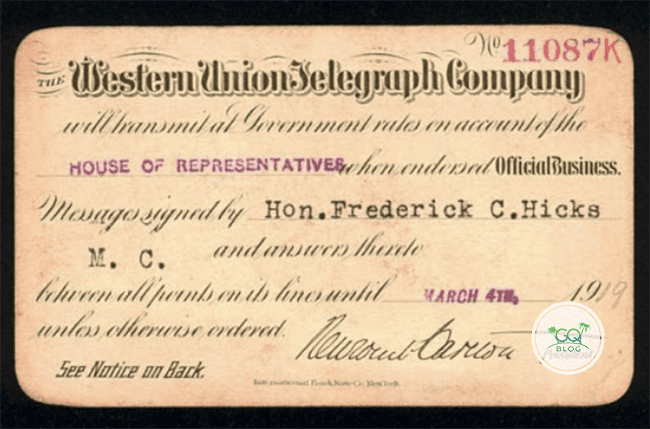 No 11087K
THE Western Union Telegraph Company
will transmit at Government rates on account of the
HOUSE OF REPRESENTATIVES, when endorsed Official Business.
Messages signed by Hon. Frederick C. Hicks
M. C. and answers thereto
between all points on its lines until MARCH 4TH, 1919
unless otherwise ordered.
Newcomb Carlton
See Notice on Back.
International Bank Note Co. New York.
GQ
BLOG